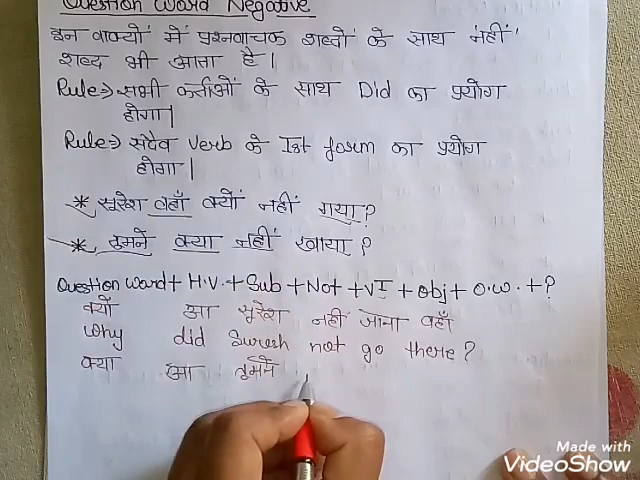 Question Word Negative
इन वाक्यों में प्रश्नवाचक शब्दों के साथ 'नहीं'
शब्द भी आता है।
Rule⇒ सभी कर्त्ताओं के साथ Did का प्रयोग
होगा।
Rule⇒ सदैव Verb के Ist form का प्रयोग
होगा।
* सुरेश वहाँ क्यों नहीं गया?
* तुमने क्या नहीं खाया?
Question Word + H.V. + Sub + Not + VI + Obj + O.W. + ?
क्यों आ सुरेश नहीं जाना वहाँ
Why did Suresh not go there?
क्या आ तुमने
Made with
VideoShow